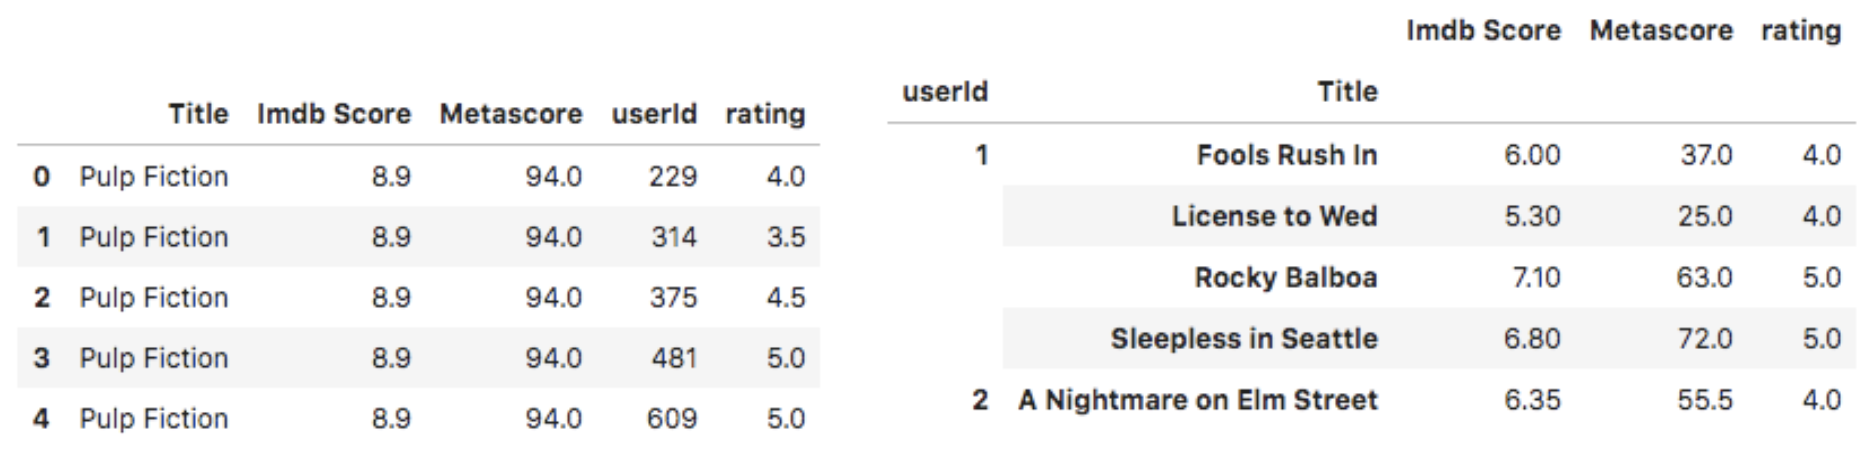 Title Imdb Score Metascore userId rating
0 Pulp Fiction 8.9 94.0 229 4.0
1 Pulp Fiction 8.9 94.0 314 3.5
2 Pulp Fiction 8.9 94.0 375 4.5
3 Pulp Fiction 8.9 94.0 481 5.0
4 Pulp Fiction 8.9 94.0 609 5.0
Imdb Score Metascore rating
userId Title
1 Fools Rush In 6.00 37.0 4.0
License to Wed 5.30 25.0 4.0
Rocky Balboa 7.10 63.0 5.0
Sleepless in Seattle 6.80 72.0 5.0
2 A Nightmare on Elm Street 6.35 55.5 4.0